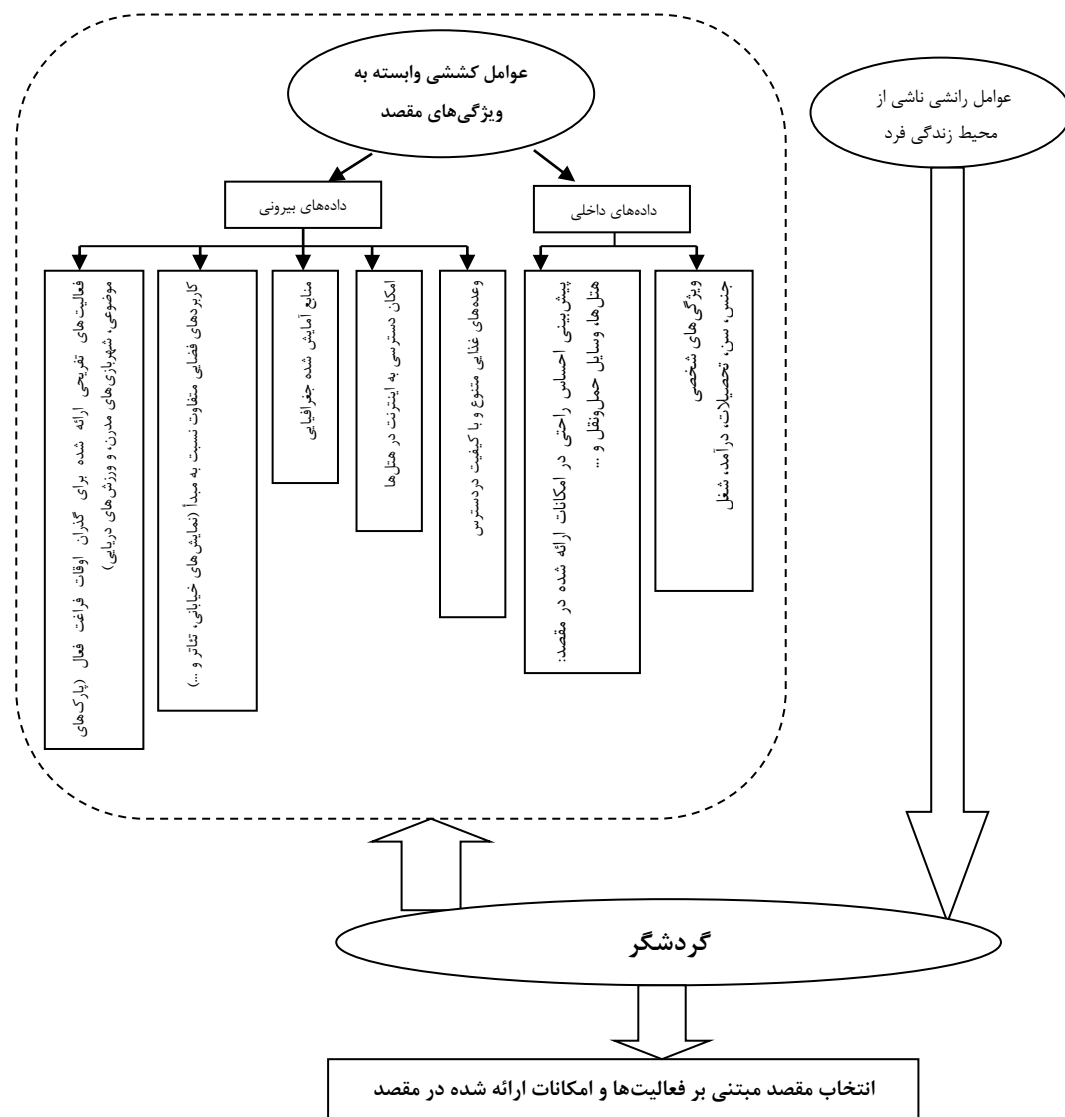 عوامل کششی وابسته به
ویژگی‌های مقصد
عوامل رانشی ناشی از
محیط زندگی فرد
داده‌های داخلی
داده‌های بیرونی
ویژگی‌های شخصی
جنس، سن، تحصیلات، درآمد، شغل
پیش‌بینی احساس راحتی در امکانات ارائه شده در مقصد:
هتل‌ها، وسایل حمل‌ونقل و ...
وعده‌های غذایی متنوع و با کیفیت دردسترس
امکان دسترسی به اینترنت در هتل‌ها
منابع آمایش شده جغرافیایی
کاربردهای فضایی متفاوت نسبت به مبدأ (نمایش‌های خیابانی، تئاتر و ...)
فعالیت‌های تفریحی ارائه شده برای گذران اوقات فراغت فعال (پارک‌های
موضوعی، شهربازی‌های مدرن، و ورزش‌های دریایی)
گردشگر
انتخاب مقصد مبتنی بر فعالیت‌ها و امکانات ارائه شده در مقصد